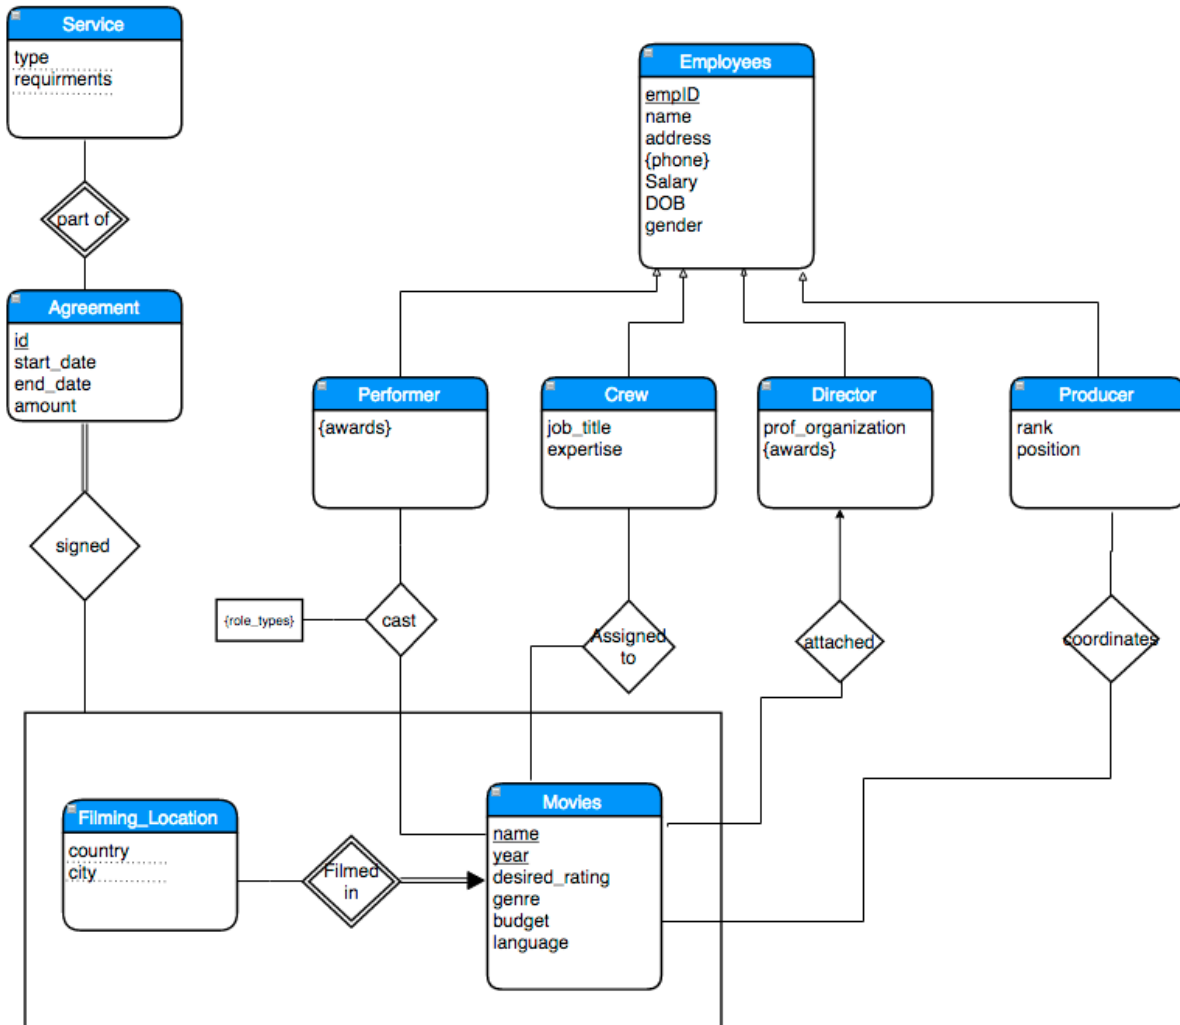 Service
type
requirments
part of
Agreement
id
start_date
end_date
amount
signed
Employees
empID
name
address
{phone}
Salary
DOB
gender
Performer
{awards}
Crew
job_title
expertise
Director
prof_organization
{awards}
Producer
rank
position
{role_types}
cast
Assigned
to
attached
coordinates
Filming_Location
country
city
Filmed
in
Movies
name
year
desired_rating
genre
budget
language